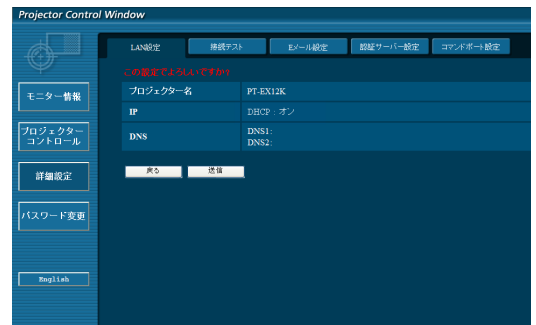 Projector Control Window
LAN設定
接続テスト
Eメール設定
認証サーバー設定
コマンドポート設定
この設定でよろしいですか?
モニター情報
プロジェクター名 PT-EX12K
IP DHCP : オン
プロジェクター
コントロール
DNS DNS1:
DNS2:
戻る 送信
詳細設定
パスワード変更
English